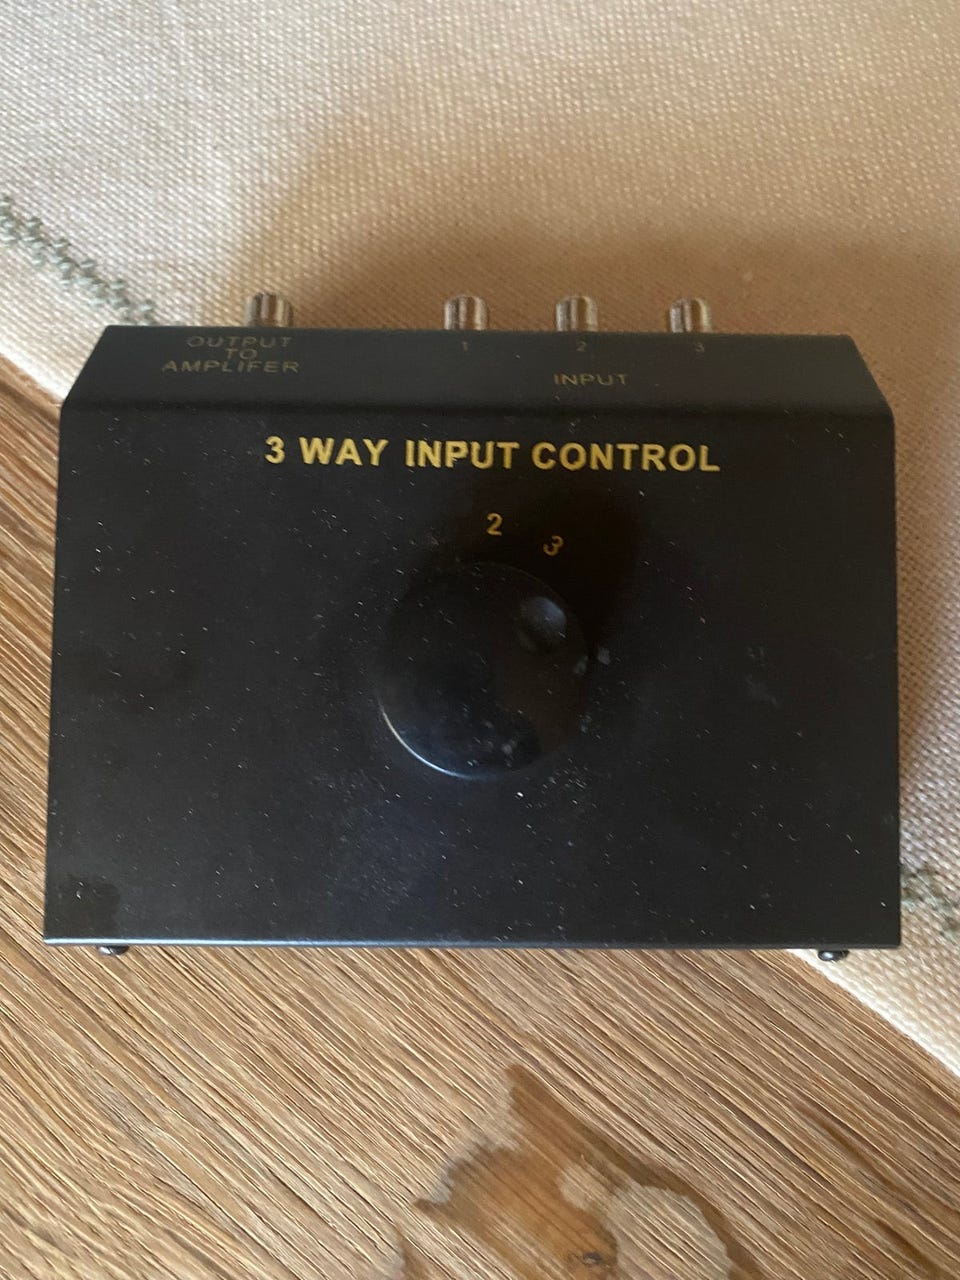 OUTPUT
TO
AMPLIFER
1 2 3
INPUT
3 WAY INPUT CONTROL
2 3